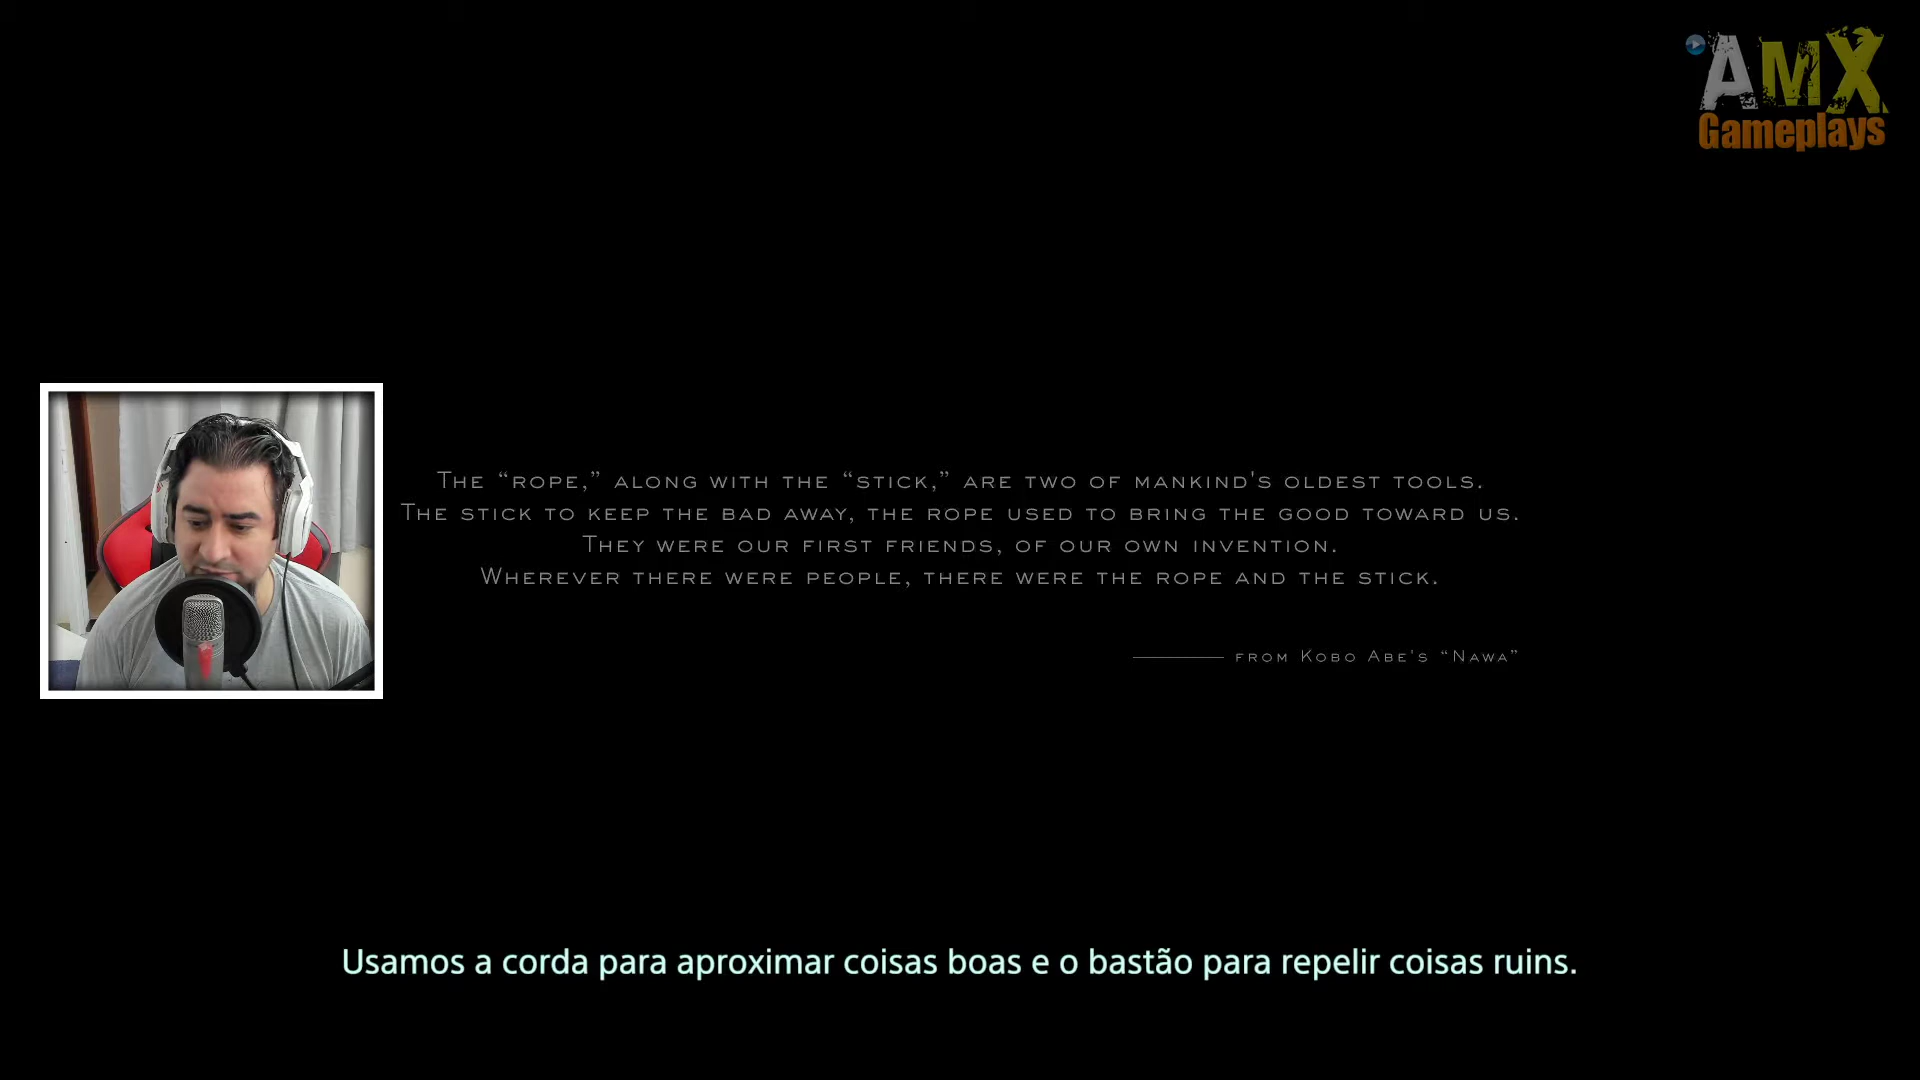 AMX
Gameplays
The “rope,” along with the “stick,” are two of mankind's oldest tools.
The stick to keep the bad away, the rope used to bring the good toward us.
They were our first friends, of our own invention.
Wherever there were people, there were the rope and the stick.
from Kobo Abe's “Nawa”
Usamos a corda para aproximar coisas boas e o bastão para repelir coisas ruins.